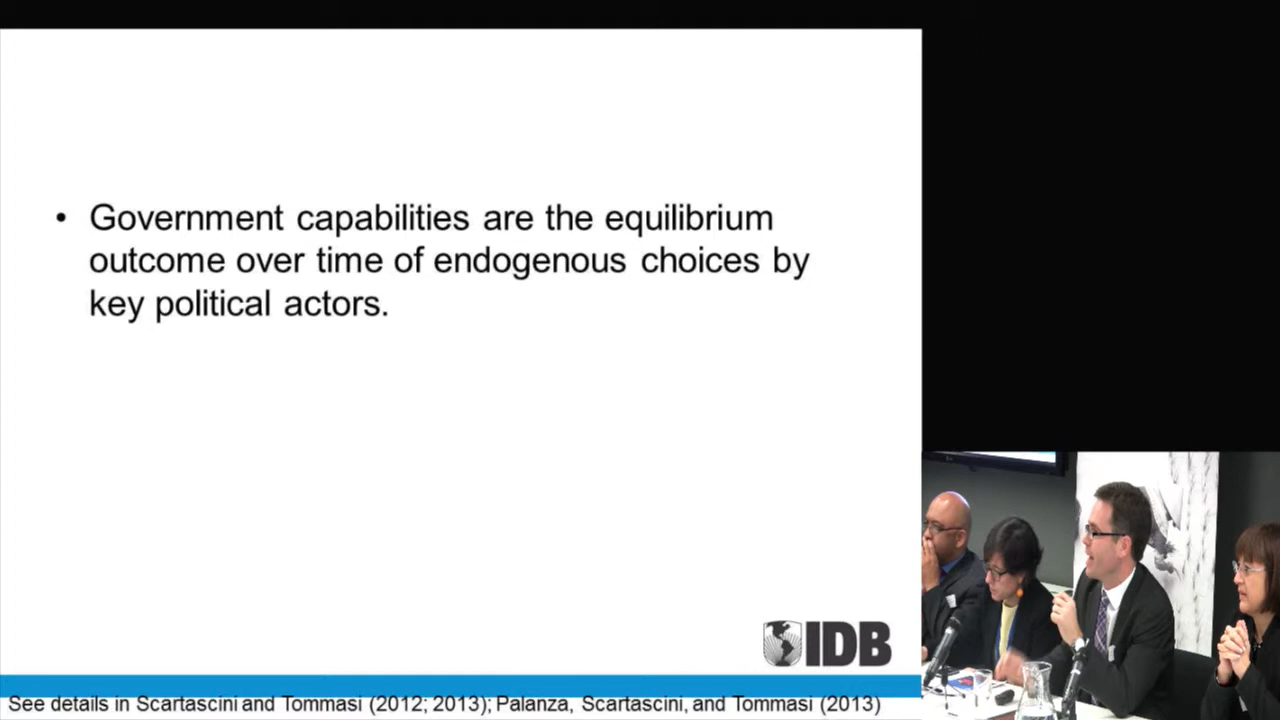 • Government capabilities are the equilibrium
outcome over time of endogenous choices by
key political actors.
IDB
See details in Scartascini and Tommasi (2012; 2013); Palanza, Scartascini, and Tommasi (2013)